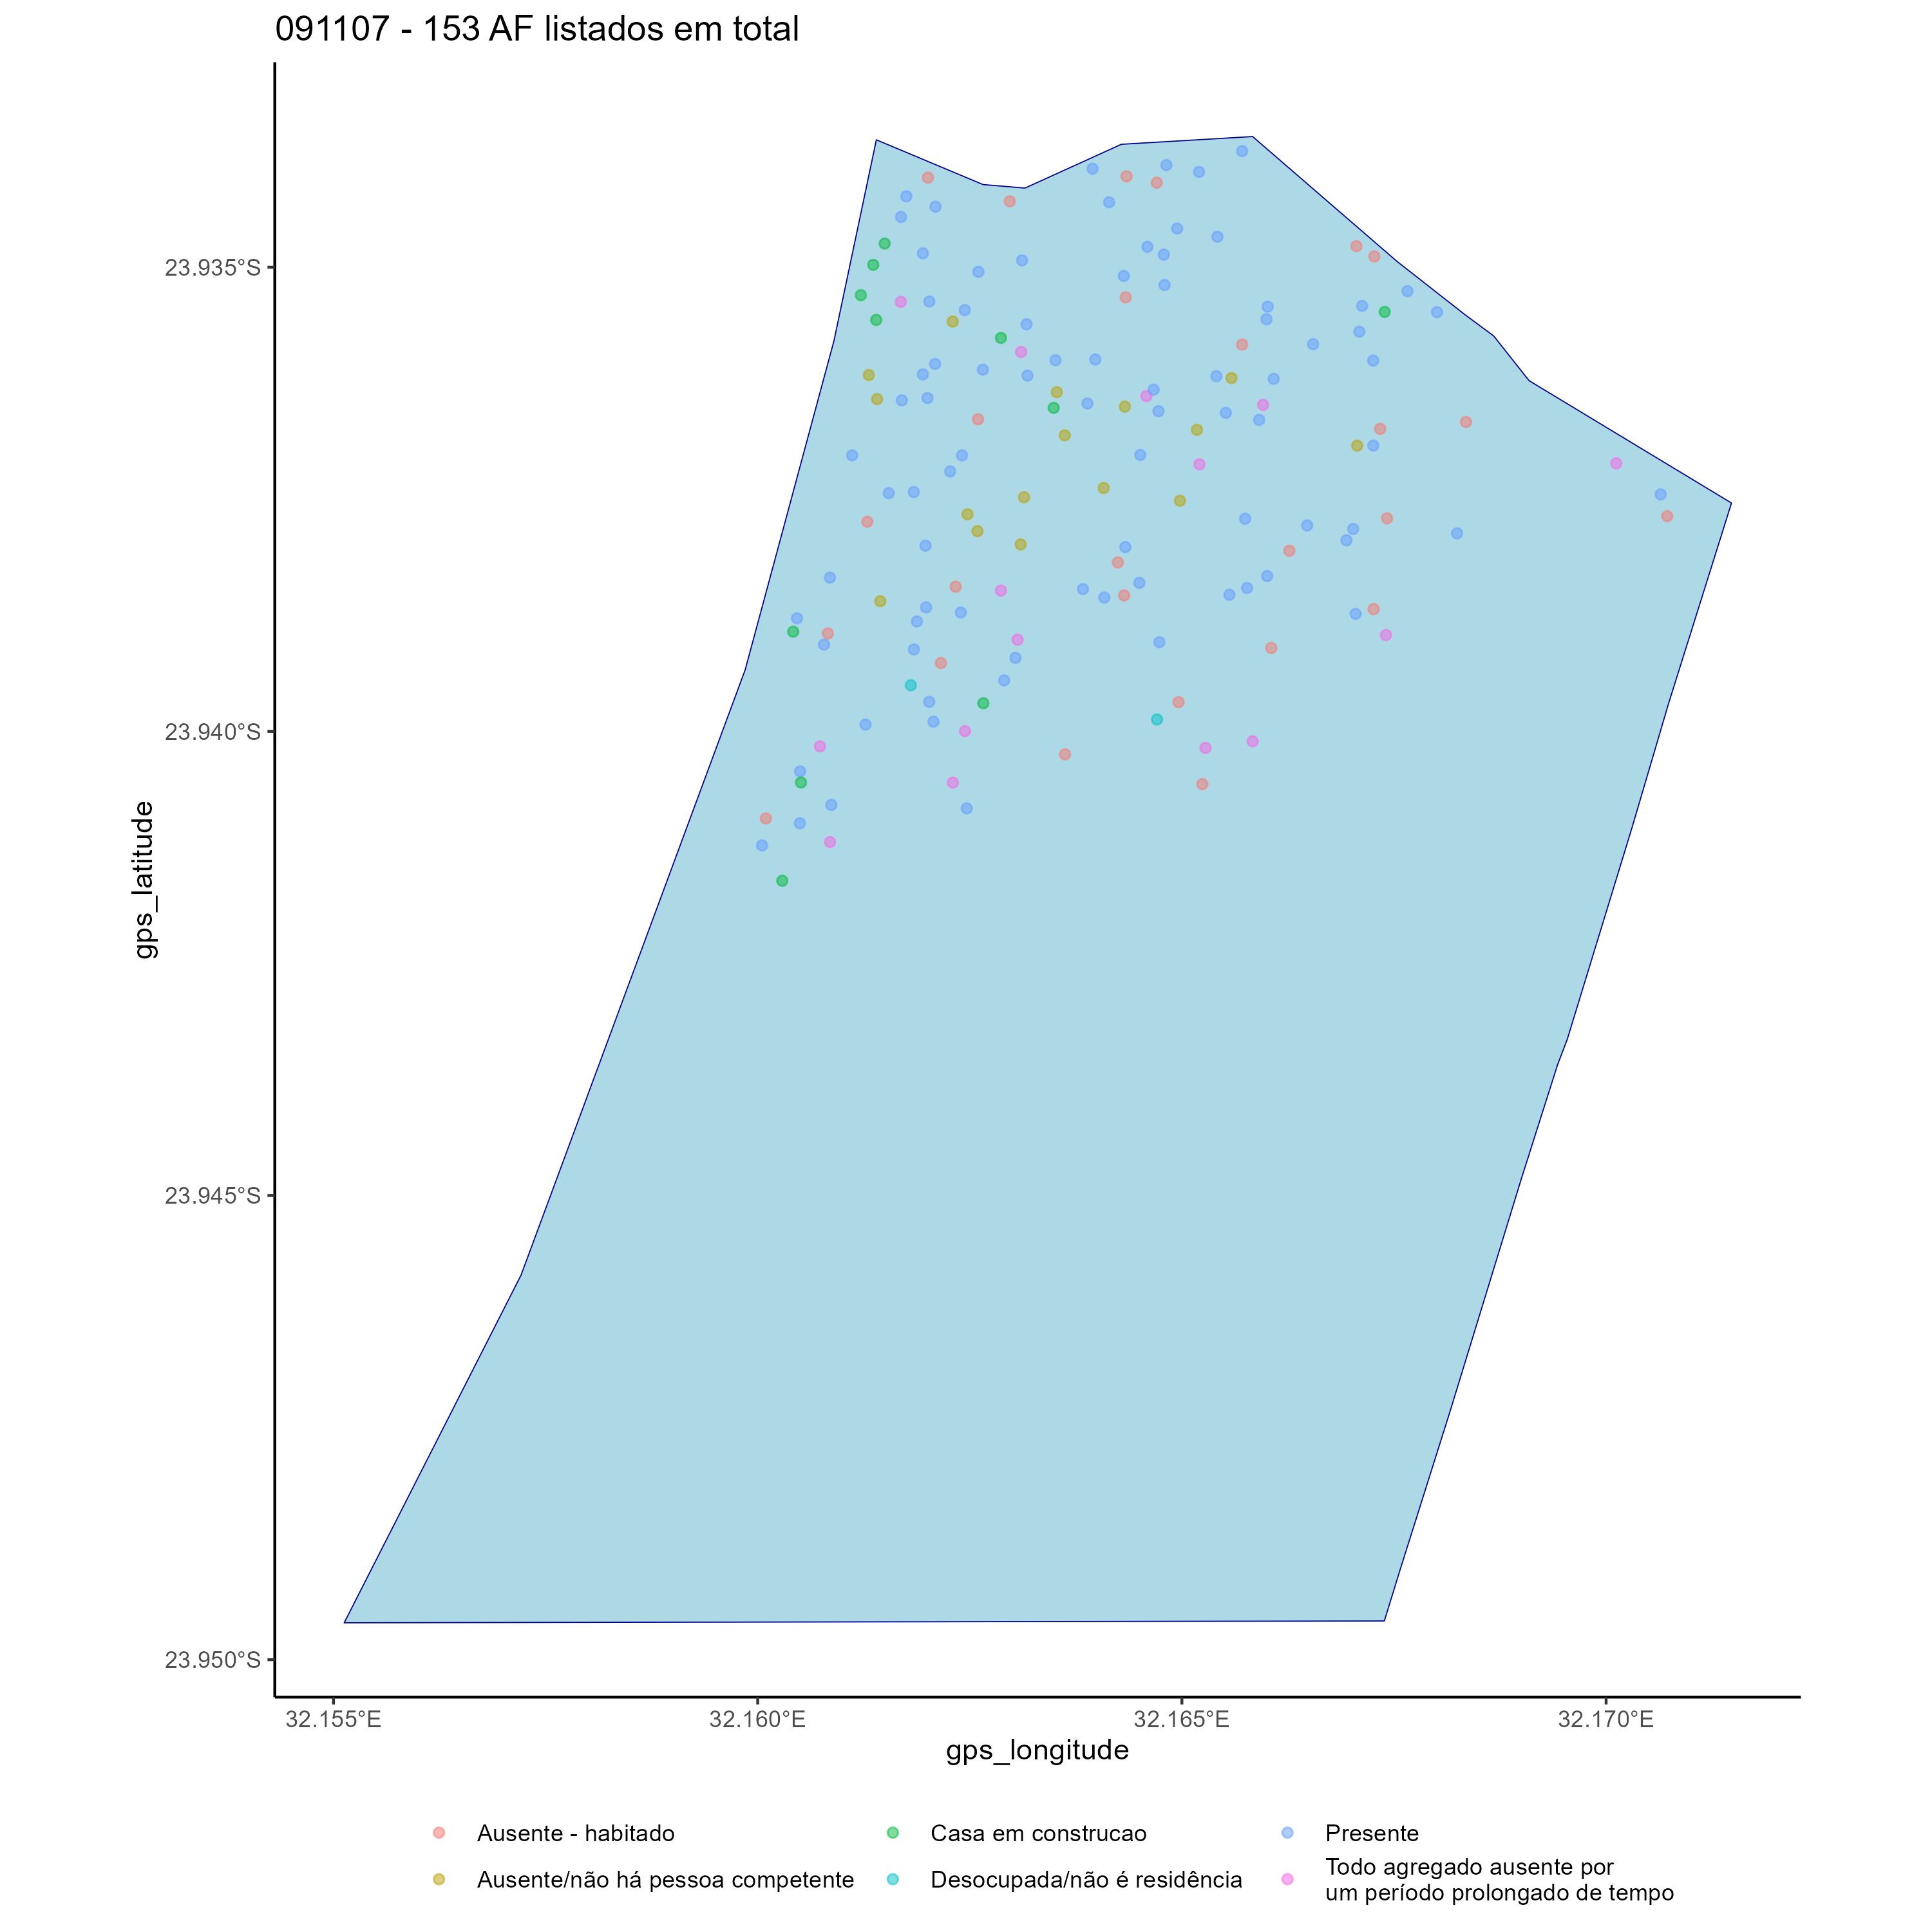 091107 - 153 AF listados em total
23.935°S
23.940°S
23.945°S
23.950°S
gps_latitude
32.155°E 32.160°E 32.165°E 32.170°E
gps_longitude
Ausente - habitado
Ausente/não há pessoa competente
Casa em construcao
Desocupada/não é residência
Presente
Todo agregado ausente por
um período prolongado de tempo